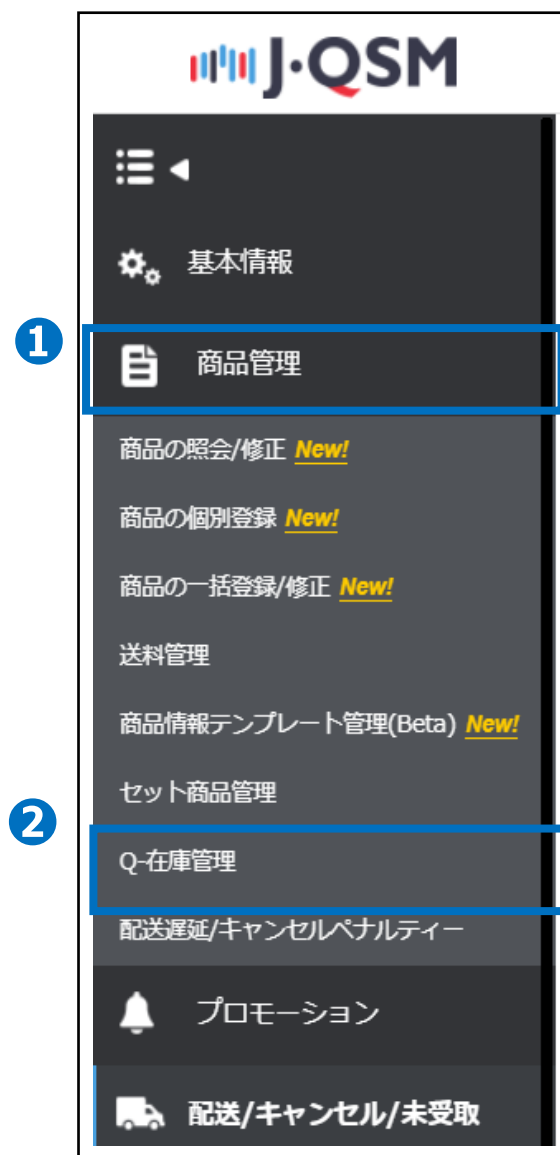 J·QSM
基本情報
1
商品管理
商品の照会/修正 New!
商品の個別登録 New!
商品の一括登録/修正 New!
送料管理
商品情報テンプレート管理(Beta) New!
セット商品管理
2
Q-在庫管理
配送遅延/キャンセルペナルティー
プロモーション
配送/キャンセル/未受取